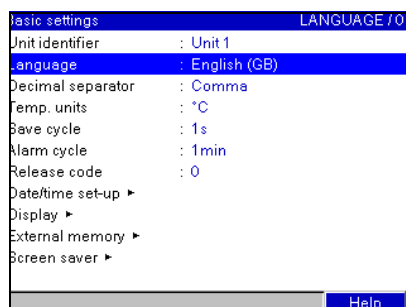 Basic settings LANGUAGE / 0
Unit identifier : Unit 1
Language : English (GB)
Decimal separator : Comma
Temp. units : °C
Save cycle : 1s
Alarm cycle : 1min
Release code : 0
Date/time set-up ►
Display ►
External memory ►
Screen saver ►
Help